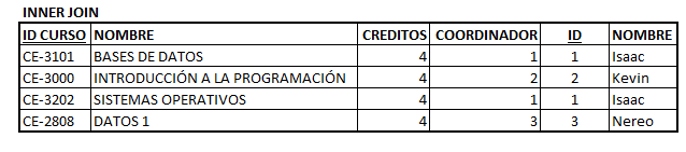 INNER JOIN
ID CURSO NOMBRE CREDITOS COORDINADOR ID NOMBRE
CE-3101 BASES DE DATOS 4 1 1 Isaac
CE-3000 INTRODUCCIÓN A LA PROGRAMACIÓN 4 2 2 Kevin
CE-3202 SISTEMAS OPERATIVOS 4 1 1 Isaac
CE-2808 DATOS 1 4 3 3 Nereo